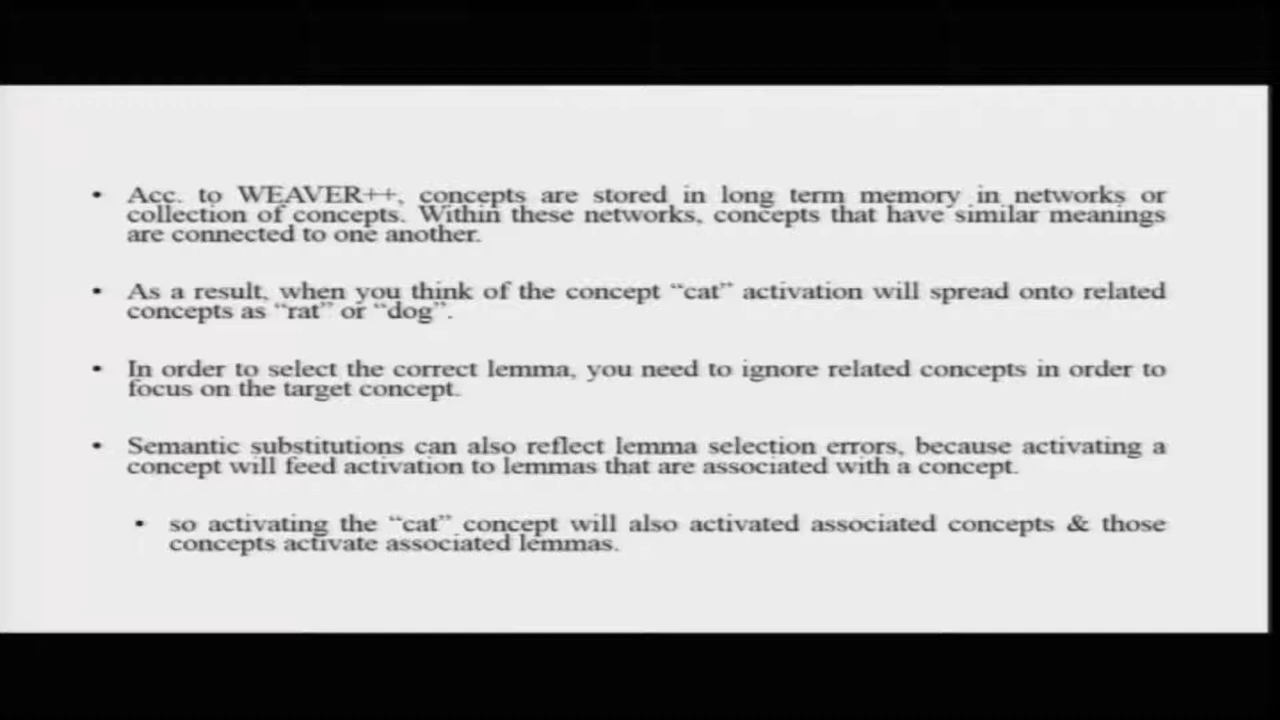 • Acc. to WEAVER++, concepts are stored in long term memory in networks or
collection of concepts. Within these networks, concepts that have similar meanings
are connected to one another.
• As a result, when you think of the concept “cat” activation will spread onto related
concepts as “rat” or “dog”.
• In order to select the correct lemma, you need to ignore related concepts in order to
focus on the target concept.
• Semantic substitutions can also reflect lemma selection errors, because activating a
concept will feed activation to lemmas that are associated with a concept.
• so activating the “cat” concept will also activated associated concepts & those
concepts activate associated lemmas.